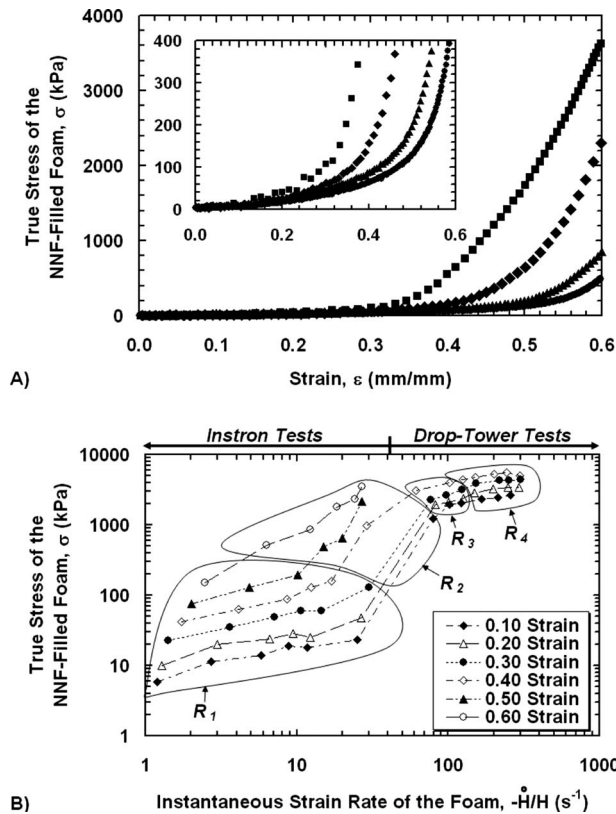 4000
3000
2000
1000
0
True Stress of the
NNF-Filled Foam, σ (kPa)
400
300
200
100
0
0.0 0.2 0.4 0.6
0.0 0.1 0.2 0.3 0.4 0.5 0.6
Strain, ε (mm/mm)
A)
Instron Tests Drop-Tower Tests
10000
1000
100
10
1
True Stress of the
NNF-Filled Foam, σ (kPa)
R3
R4
R2
R1
0.10 Strain
0.20 Strain
0.30 Strain
0.40 Strain
0.50 Strain
0.60 Strain
1 10 100 1000
B)
Instantaneous Strain Rate of the Foam, -H̊/H (s⁻¹)